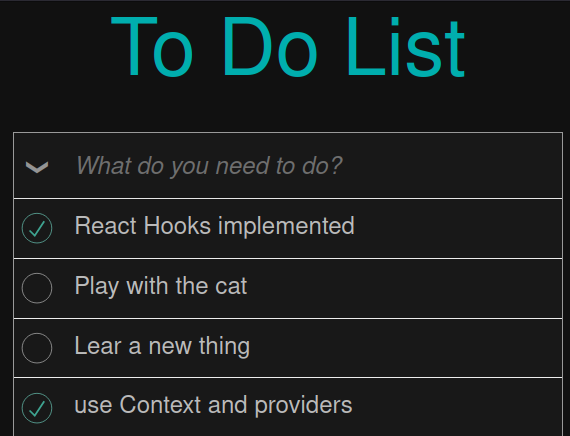 To Do List
What do you need to do?
React Hooks implemented
Play with the cat
Lear a new thing
use Context and providers